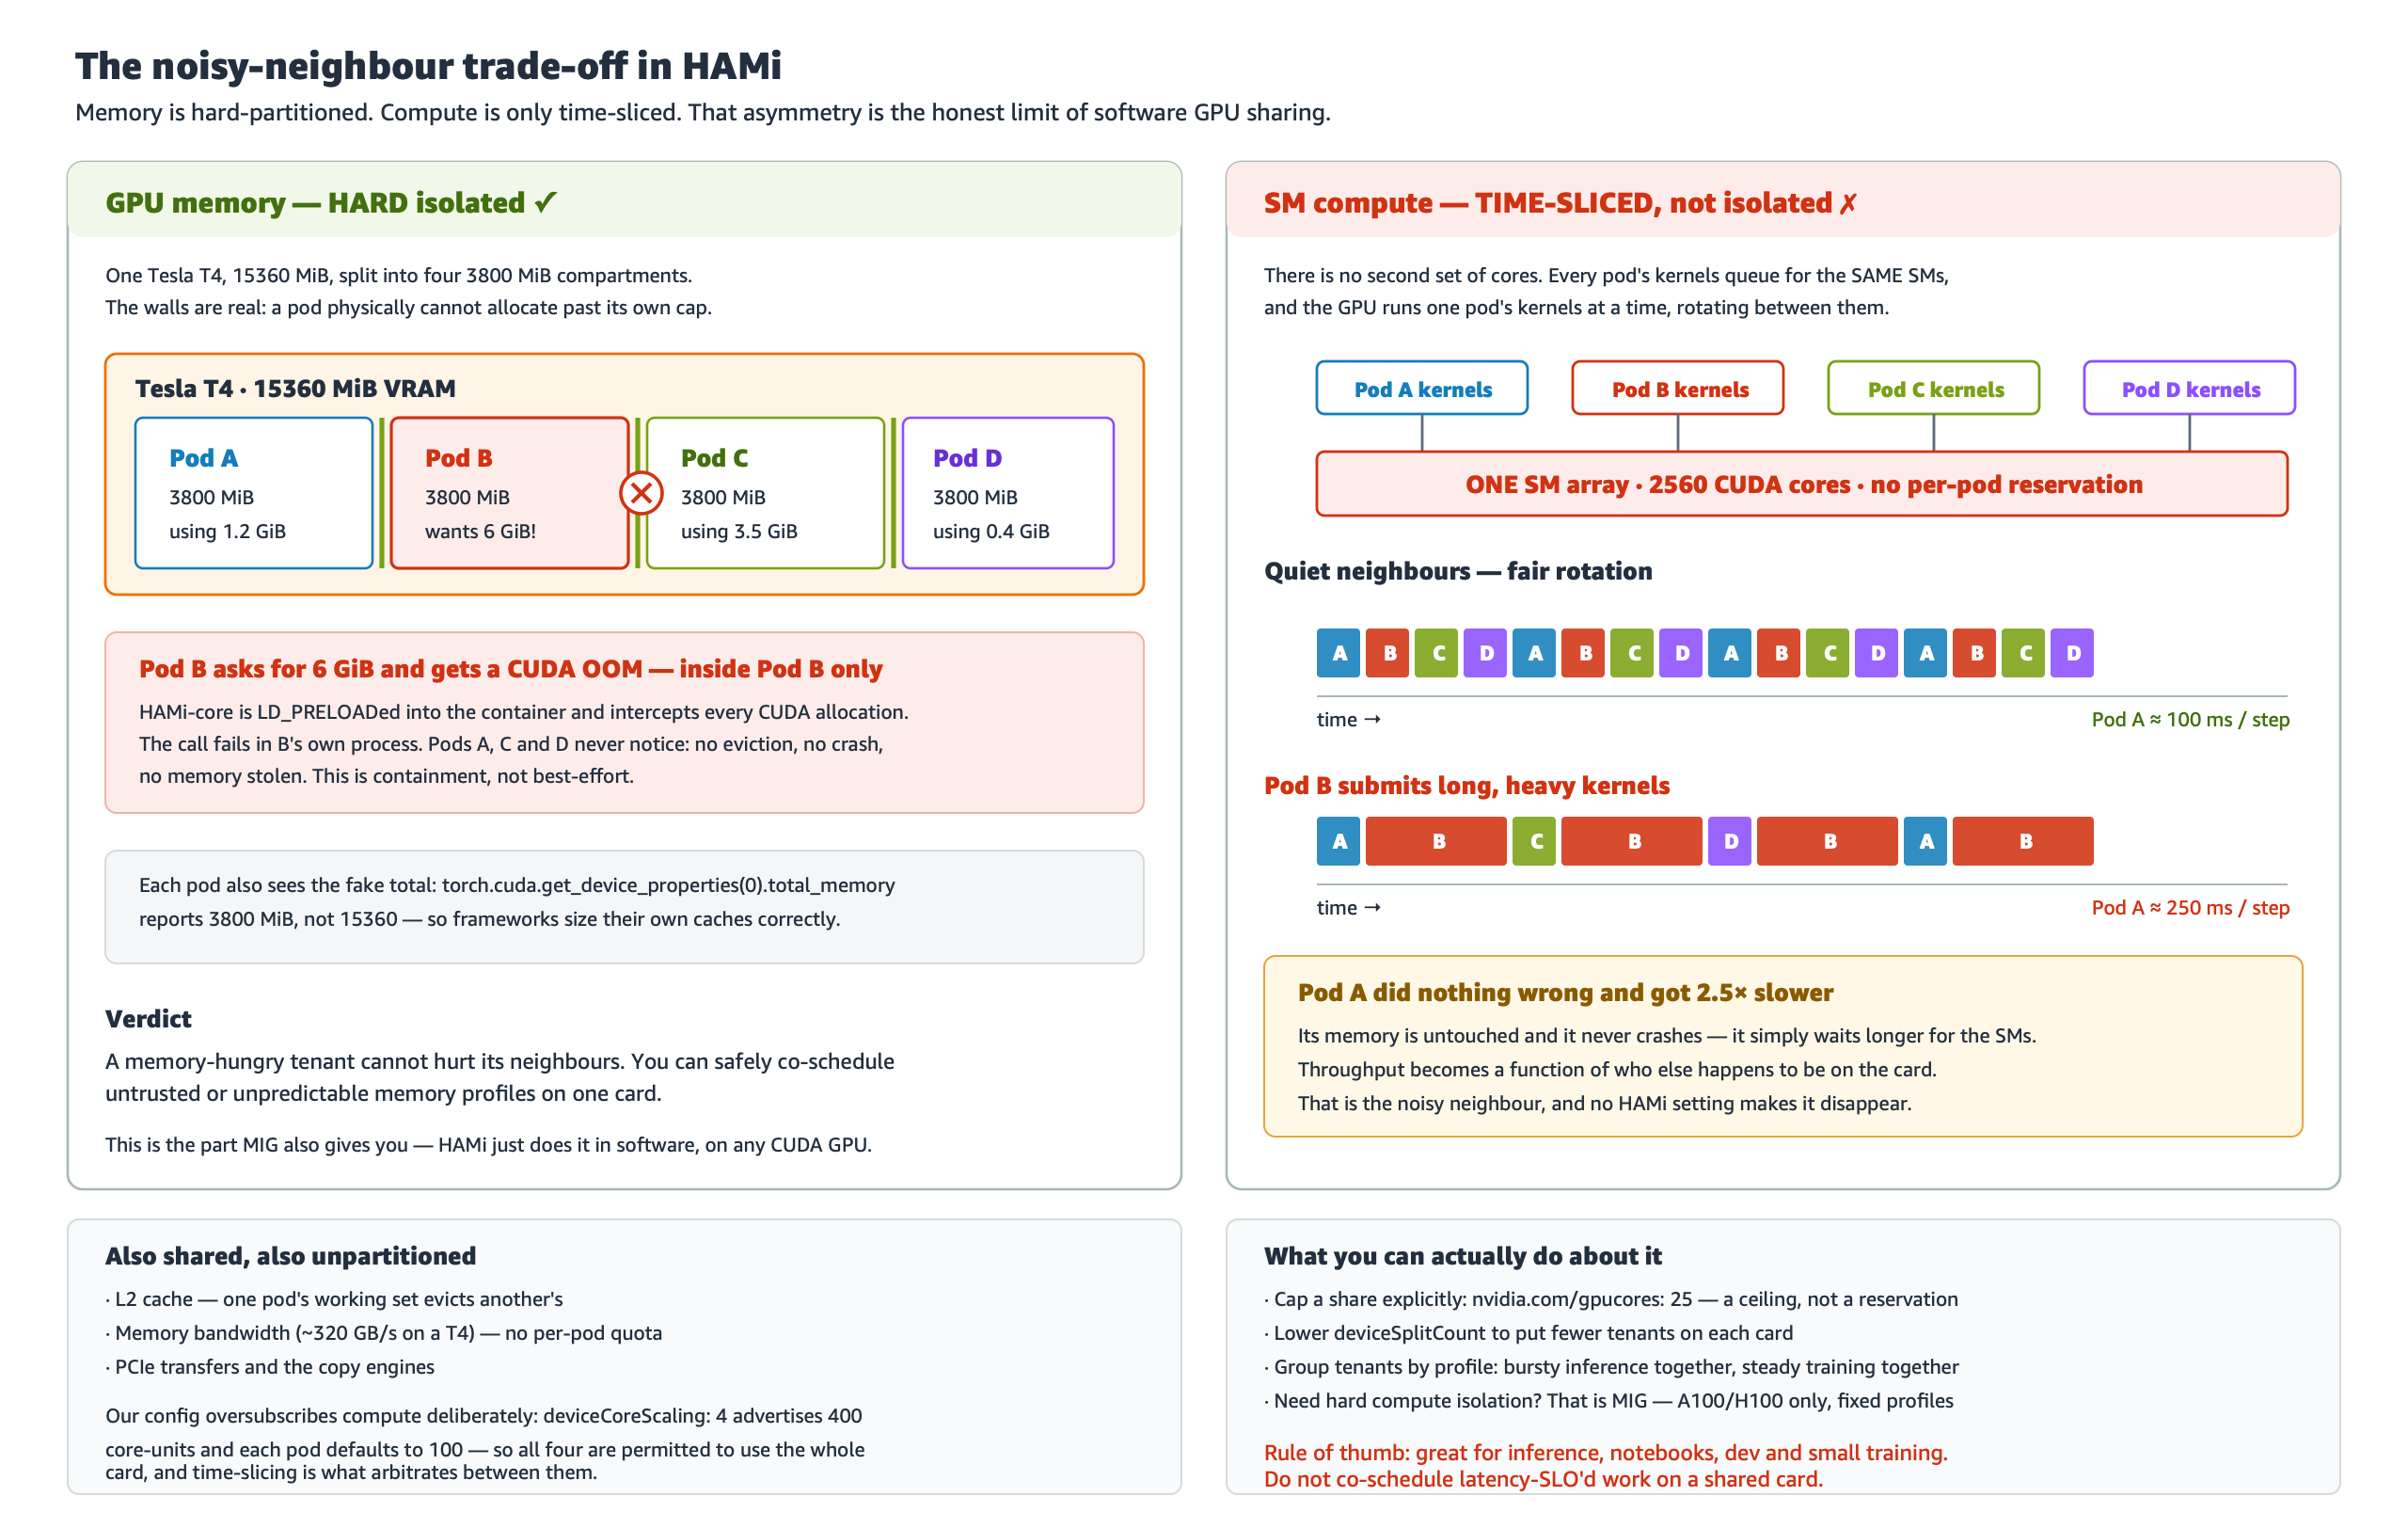 The noisy-neighbour trade-off in HAMi
Memory is hard-partitioned. Compute is only time-sliced. That asymmetry is the honest limit of software GPU sharing.
GPU memory — HARD isolated ✓
One Tesla T4, 15360 MiB, split into four 3800 MiB compartments.
The walls are real: a pod physically cannot allocate past its own cap.
Tesla T4 · 15360 MiB VRAM
Pod A
3800 MiB
using 1.2 GiB
Pod B
3800 MiB
wants 6 GiB!
Pod C
3800 MiB
using 3.5 GiB
Pod D
3800 MiB
using 0.4 GiB
Pod B asks for 6 GiB and gets a CUDA OOM — inside Pod B only
HAMi-core is LD_PRELOADed into the container and intercepts every CUDA allocation.
The call fails in B's own process. Pods A, C and D never notice: no eviction, no crash,
no memory stolen. This is containment, not best-effort.
Each pod also sees the fake total: torch.cuda.get_device_properties(0).total_memory
reports 3800 MiB, not 15360 — so frameworks size their own caches correctly.
Verdict
A memory-hungry tenant cannot hurt its neighbours. You can safely co-schedule
untrusted or unpredictable memory profiles on one card.
This is the part MIG also gives you — HAMi just does it in software, on any CUDA GPU.
SM compute — TIME-SLICED, not isolated ✗
There is no second set of cores. Every pod's kernels queue for the SAME SMs,
and the GPU runs one pod's kernels at a time, rotating between them.
Pod A kernels
Pod B kernels
Pod C kernels
Pod D kernels
ONE SM array · 2560 CUDA cores · no per-pod reservation
Quiet neighbours — fair rotation
A B C D A B C D A B C D A B C D
time →
Pod A ≈ 100 ms / step
Pod B submits long, heavy kernels
A B C B D B A B
time →
Pod A ≈ 250 ms / step
Pod A did nothing wrong and got 2.5× slower
Its memory is untouched and it never crashes — it simply waits longer for the SMs.
Throughput becomes a function of who else happens to be on the card.
That is the noisy neighbour, and no HAMi setting makes it disappear.
Also shared, also unpartitioned
· L2 cache — one pod's working set evicts another's
· Memory bandwidth (~320 GB/s on a T4) — no per-pod quota
· PCIe transfers and the copy engines
Our config oversubscribes compute deliberately: deviceCoreScaling: 4 advertises 400
core-units and each pod defaults to 100 — so all four are permitted to use the whole
card, and time-slicing is what arbitrates between them.
What you can actually do about it
· Cap a share explicitly: nvidia.com/gpucores: 25 — a ceiling, not a reservation
· Lower deviceSplitCount to put fewer tenants on each card
· Group tenants by profile: bursty inference together, steady training together
· Need hard compute isolation? That is MIG — A100/H100 only, fixed profiles
Rule of thumb: great for inference, notebooks, dev and small training.
Do not co-schedule latency-SLO'd work on a shared card.